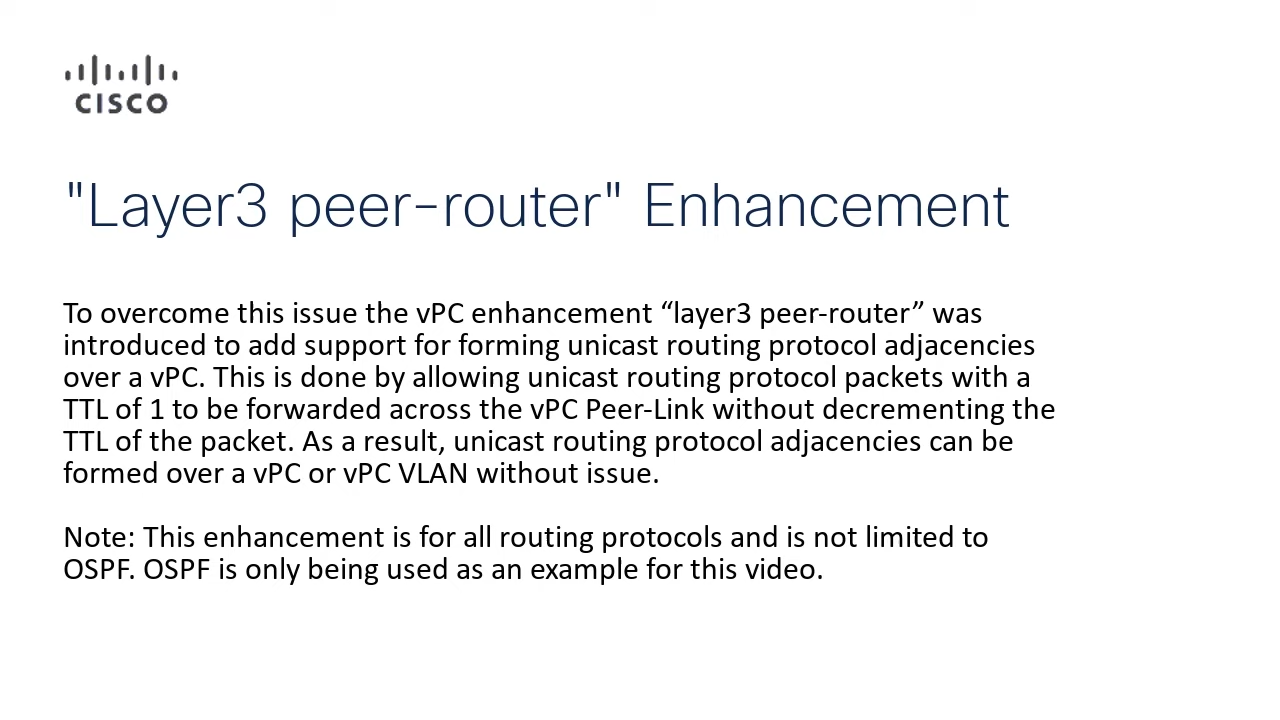 CISCO
"Layer3 peer-router" Enhancement
To overcome this issue the vPC enhancement “layer3 peer-router” was
introduced to add support for forming unicast routing protocol adjacencies
over a vPC. This is done by allowing unicast routing protocol packets with a
TTL of 1 to be forwarded across the vPC Peer-Link without decrementing the
TTL of the packet. As a result, unicast routing protocol adjacencies can be
formed over a vPC or vPC VLAN without issue.
Note: This enhancement is for all routing protocols and is not limited to
OSPF. OSPF is only being used as an example for this video.